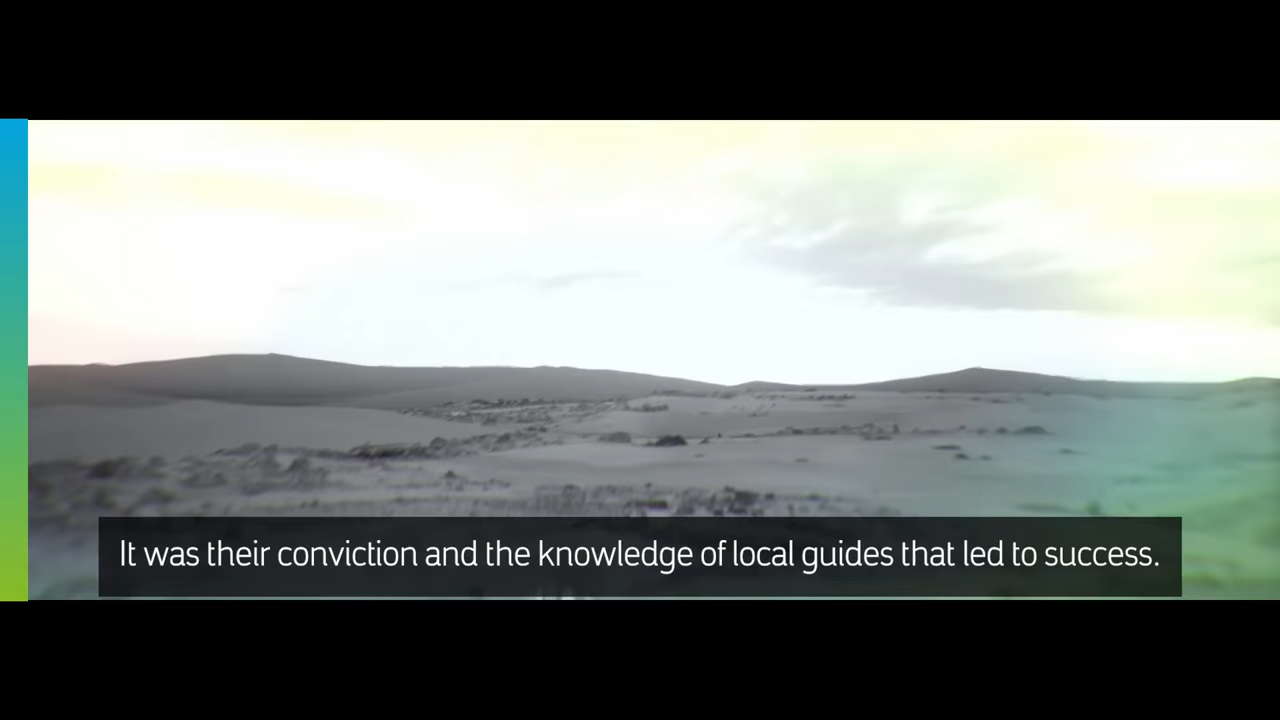 It was their conviction and the knowledge of local guides that led to success.